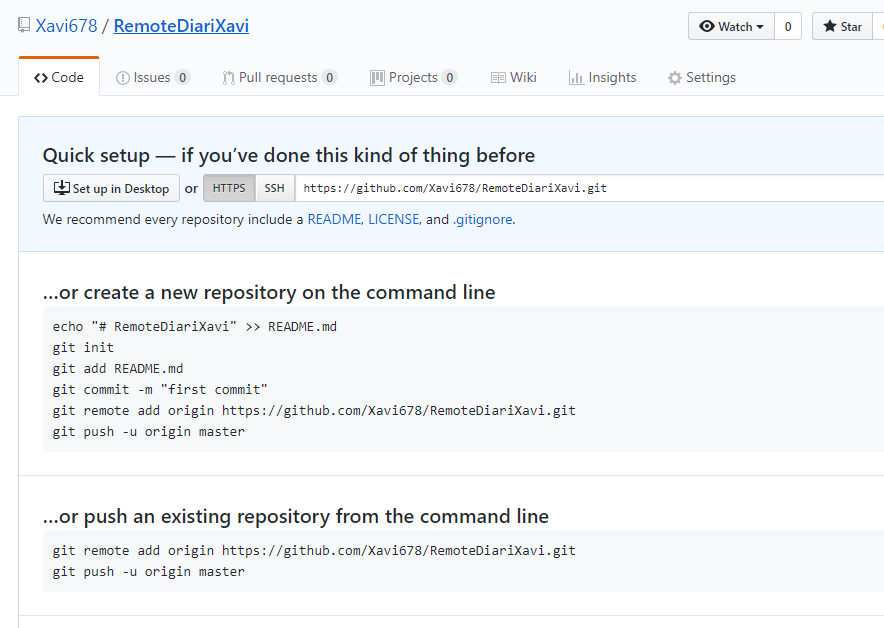 Xavi678 / RemoteDiariXavi
Watch 0 Star
Code Issues 0 Pull requests 0 Projects 0 Wiki Insights Settings
Quick setup — if you’ve done this kind of thing before
Set up in Desktop or HTTPS SSH https://github.com/Xavi678/RemoteDiariXavi.git
We recommend every repository include a README, LICENSE, and .gitignore.
…or create a new repository on the command line
echo "# RemoteDiariXavi" >> README.md
git init
git add README.md
git commit -m "first commit"
git remote add origin https://github.com/Xavi678/RemoteDiariXavi.git
git push -u origin master
…or push an existing repository from the command line
git remote add origin https://github.com/Xavi678/RemoteDiariXavi.git
git push -u origin master